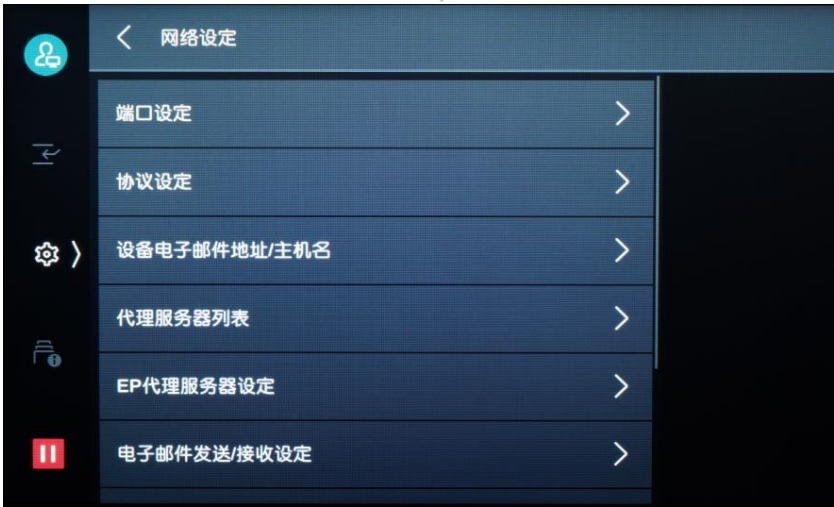 网络设定
端口设定
协议设定
设备电子邮件地址/主机名
代理服务器列表
EP代理服务器设定
电子邮件发送/接收设定